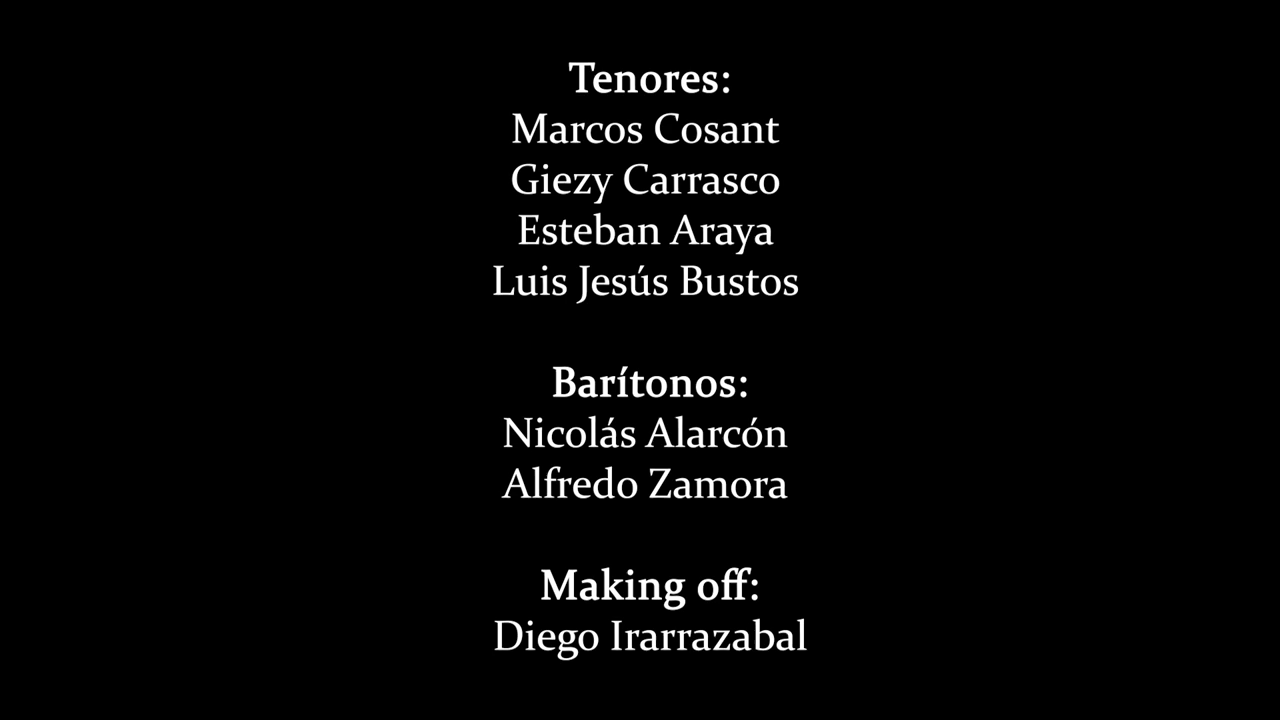 Tenores:
Marcos Cosant
Giezy Carrasco
Esteban Araya
Luis Jesús Bustos
Barítonos:
Nicolás Alarcón
Alfredo Zamora
Making off:
Diego Irarrazabal